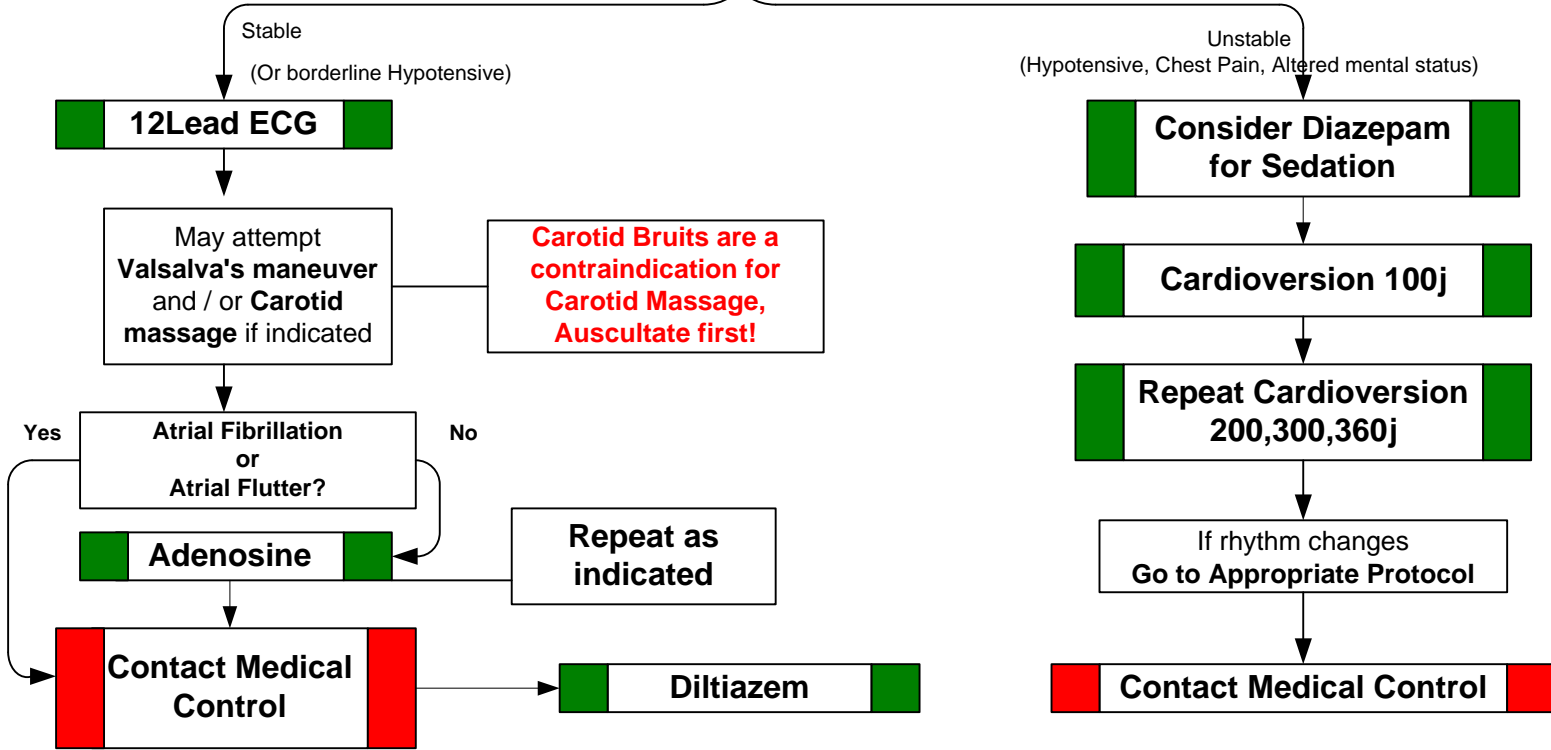 Stable
(Or borderline Hypotensive)
12Lead ECG
May attempt
Valsalva's maneuver
and / or Carotid
massage if indicated
Carotid Bruits are a
contraindication for
Carotid Massage,
Auscultate first!
Yes
Atrial Fibrillation
or
Atrial Flutter?
No
Adenosine
Repeat as
indicated
Contact Medical
Control
Diltiazem
Unstable
(Hypotensive, Chest Pain, Altered mental status)
Consider Diazepam
for Sedation
Cardioversion 100j
Repeat Cardioversion
200,300,360j
If rhythm changes
Go to Appropriate Protocol
Contact Medical Control